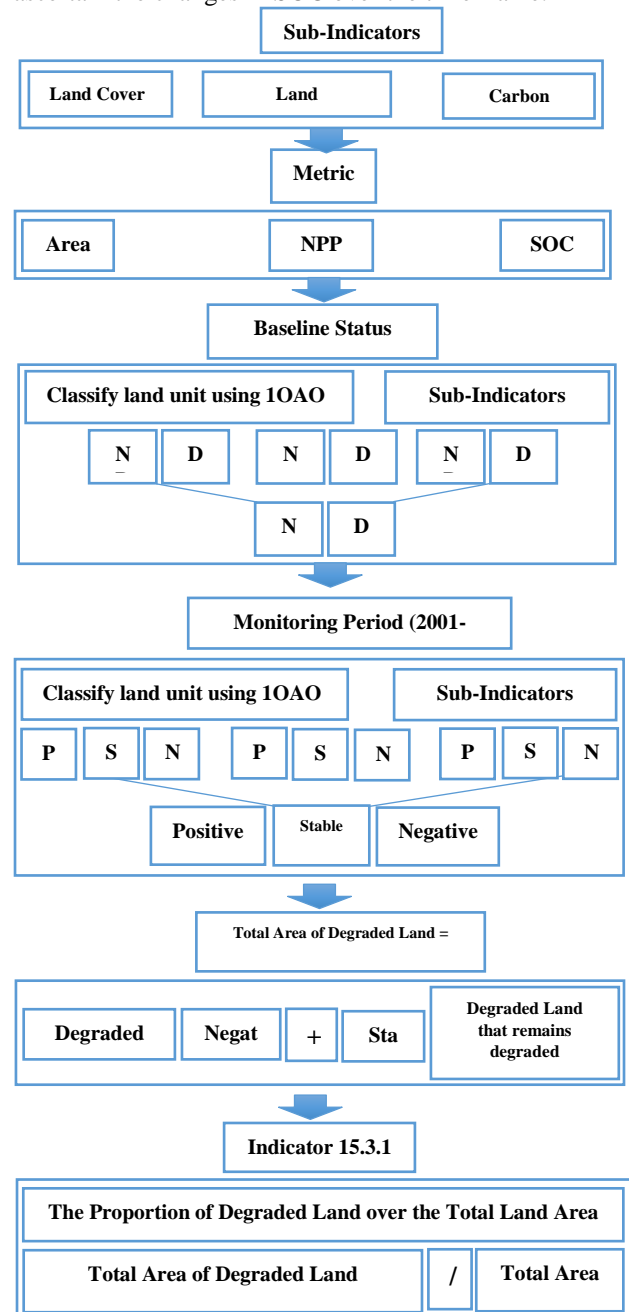 Sub-Indicators
Land Cover Land Carbon
Metric
Area NPP SOC
Baseline Status
Classify land unit using 1OAO Sub-Indicators
N D N D N D
N D
Monitoring Period (2001-
Classify land unit using 1OAO Sub-Indicators
P S N P S N P S N
Positive Stable Negative
Total Area of Degraded Land =
Degraded Negat + Sta Degraded Land
that remains
degraded
Indicator 15.3.1
The Proportion of Degraded Land over the Total Land Area
Total Area of Degraded Land / Total Area